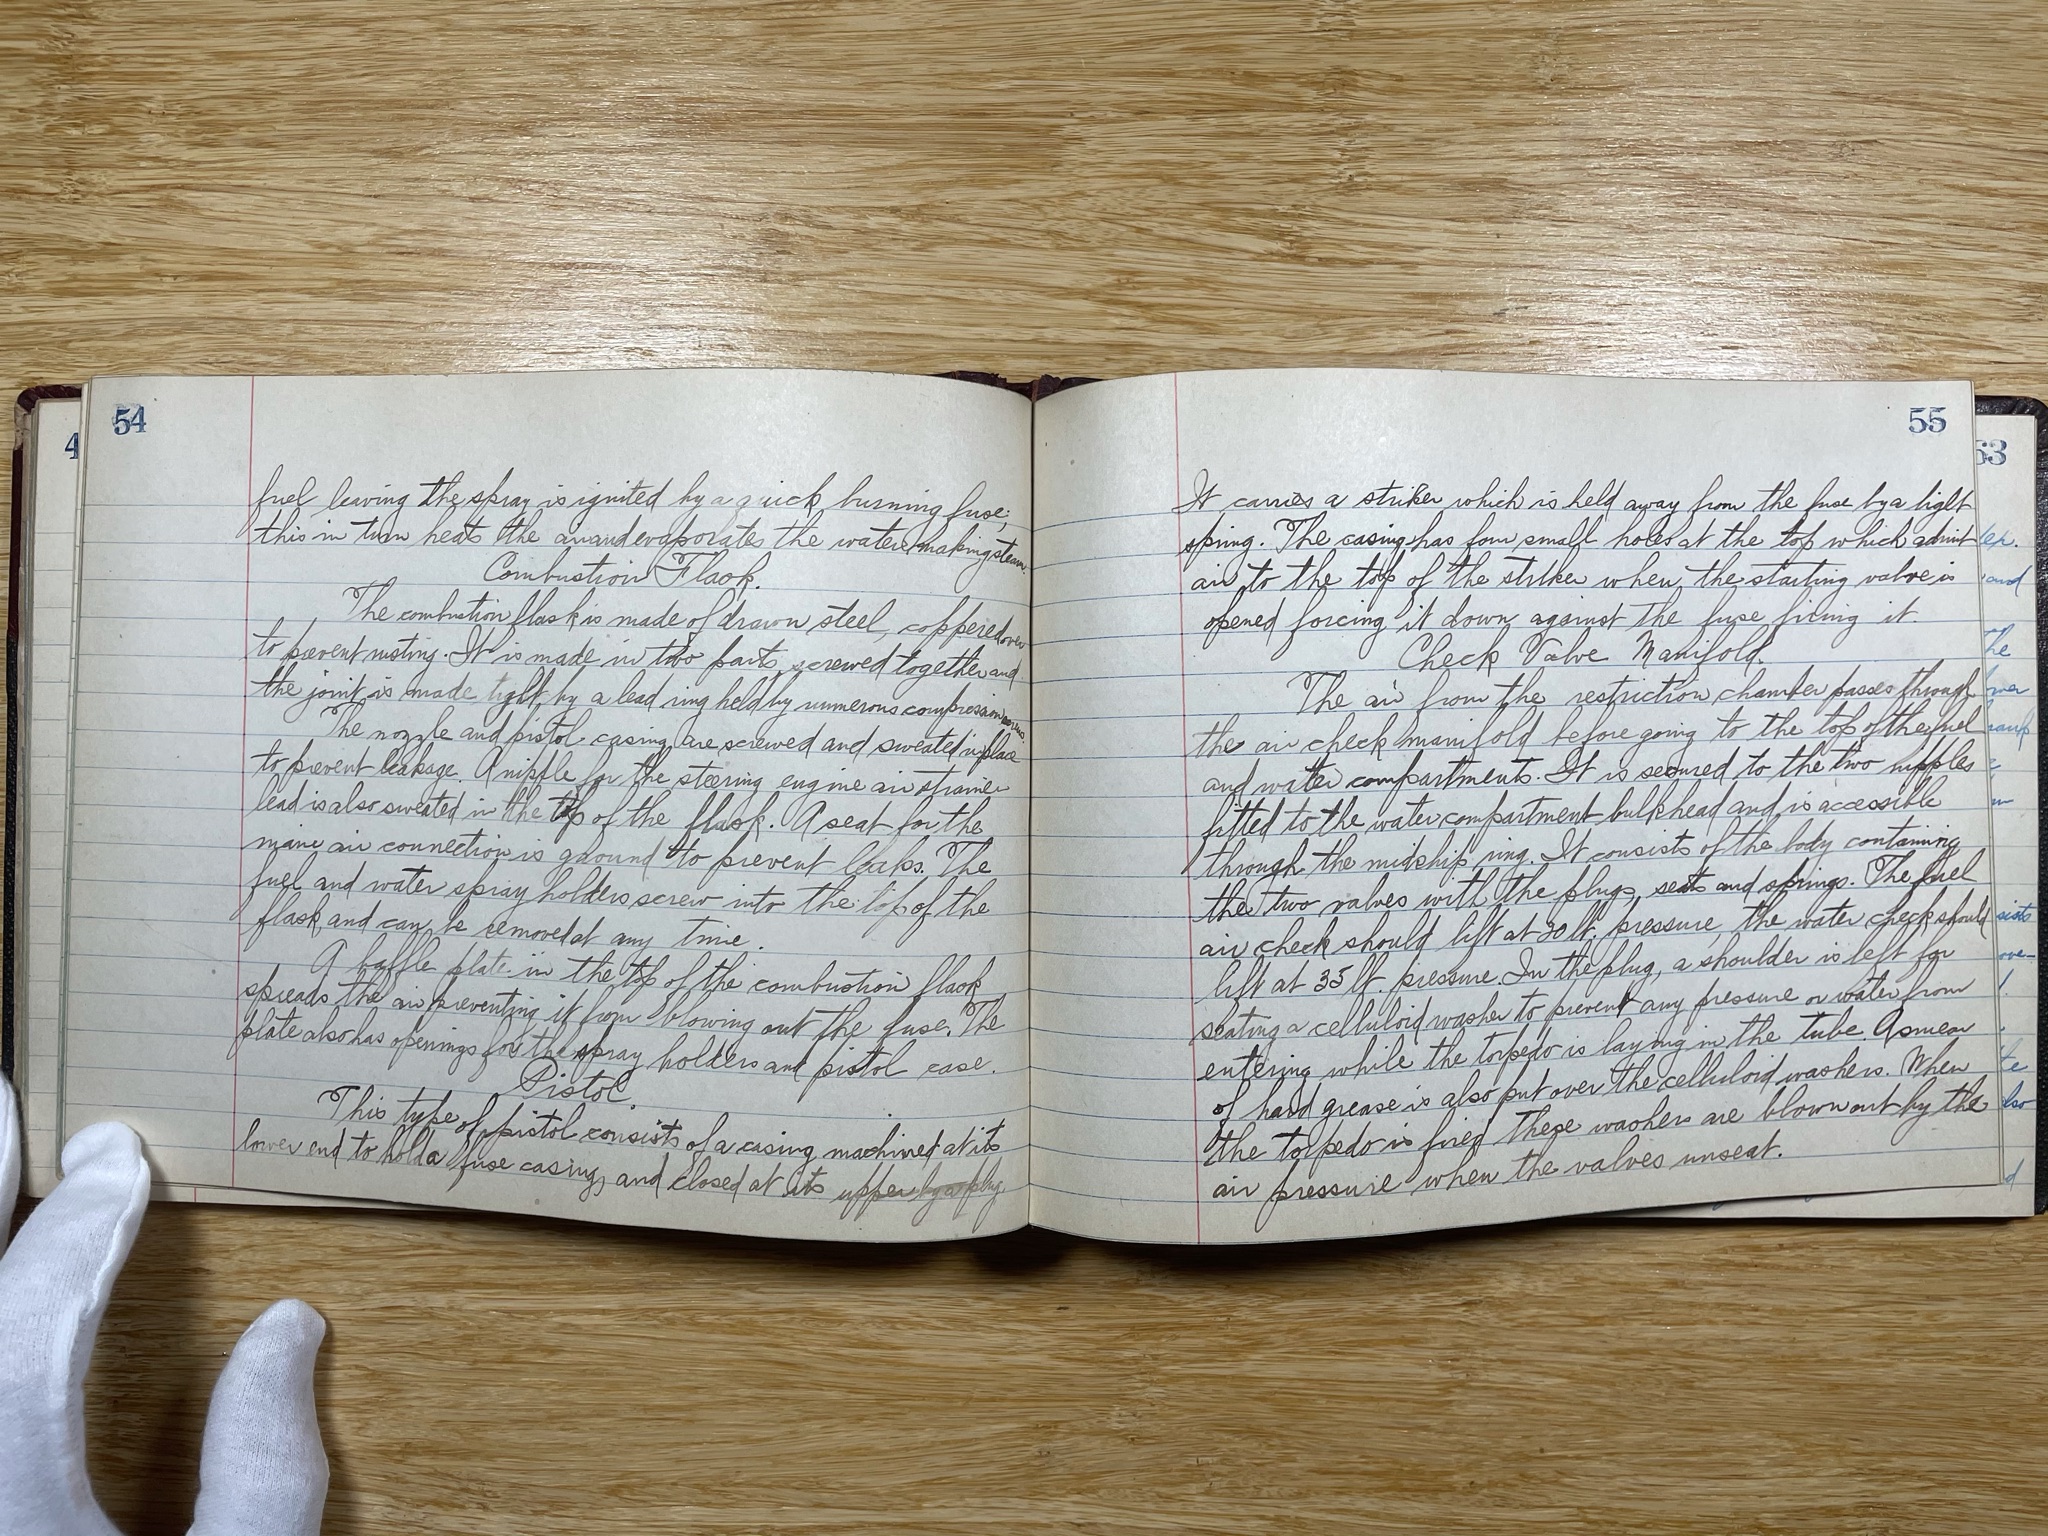 54
fuel leaving the spray is ignited by a quick burning fuse;
this in turn heats the air and evaporates the water making steam.
Combustion Flask.
The combustion flask is made of drawn steel, coppered over
to prevent rusting. It is made in two parts, screwed together and
the joint is made tight by a lead ring held by numerous compression screws.
The nozzle and pistol casing are screwed and sweated in place
to prevent leakage. A nipple for the steering engine air strainer
lead is also sweated in the top of the flask. A seat for the
main air connection is ground to prevent leaks. The
fuel and water spray holders screw into the top of the
flask and can be removed at any time.
A baffle plate in the top of the combustion flask
spreads the air preventing it from blowing out the fuse. The
plate also has openings for the spray holders and pistol case.
Pistol.
This type of pistol consists of a casing machined at its
lower end to hold a fuse casing, and closed at its upper by a plug.
55
It carries a striker which is held away from the fuse by a light
spring. The casing has four small holes at the top which admit
air to the top of the striker when the starting valve is
opened forcing it down against the fuse firing it.
Check Valve Manifold.
The air from the restriction chamber passes through
the air check manifold before going to the top of the fuel
and water compartments. It is secured to the two nipples
fitted to the water compartment bulkhead and is accessible
through the midship ring. It consists of the body containing
the two valves with the plugs, seats and springs. The fuel
air check should lift at 20 lb. pressure, the water check should
lift at 35 lb. pressure. In the plug, a shoulder is left for
seating a celluloid washer to prevent any pressure or water from
entering while the torpedo is laying in the tube. A smear
of hard grease is also put over the celluloid washers. When
the torpedo is fired these washers are blown out by the
air pressure when the valves unseat.
4
53
and
The
sists
d